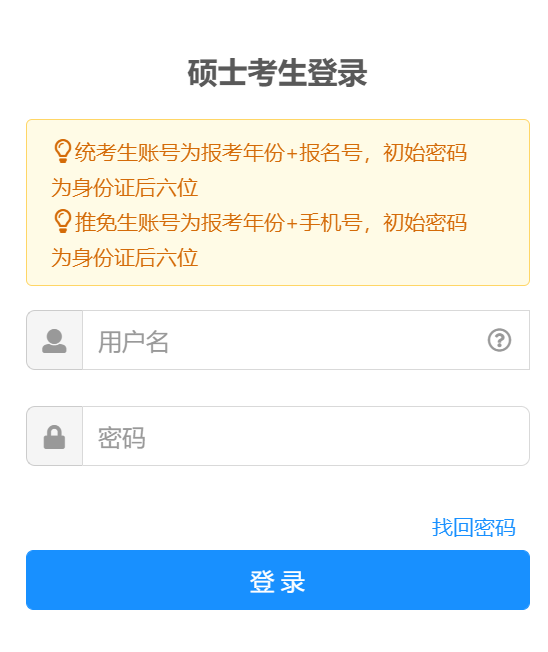 硕士考生登录
统考生账号为报考年份+报名号，初始密码
为身份证后六位
推免生账号为报考年份+手机号，初始密码
为身份证后六位
用户名
密码
找回密码
登 录